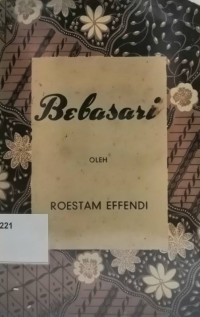 Bebasari
OLEH
ROESTAM EFFENDI
221